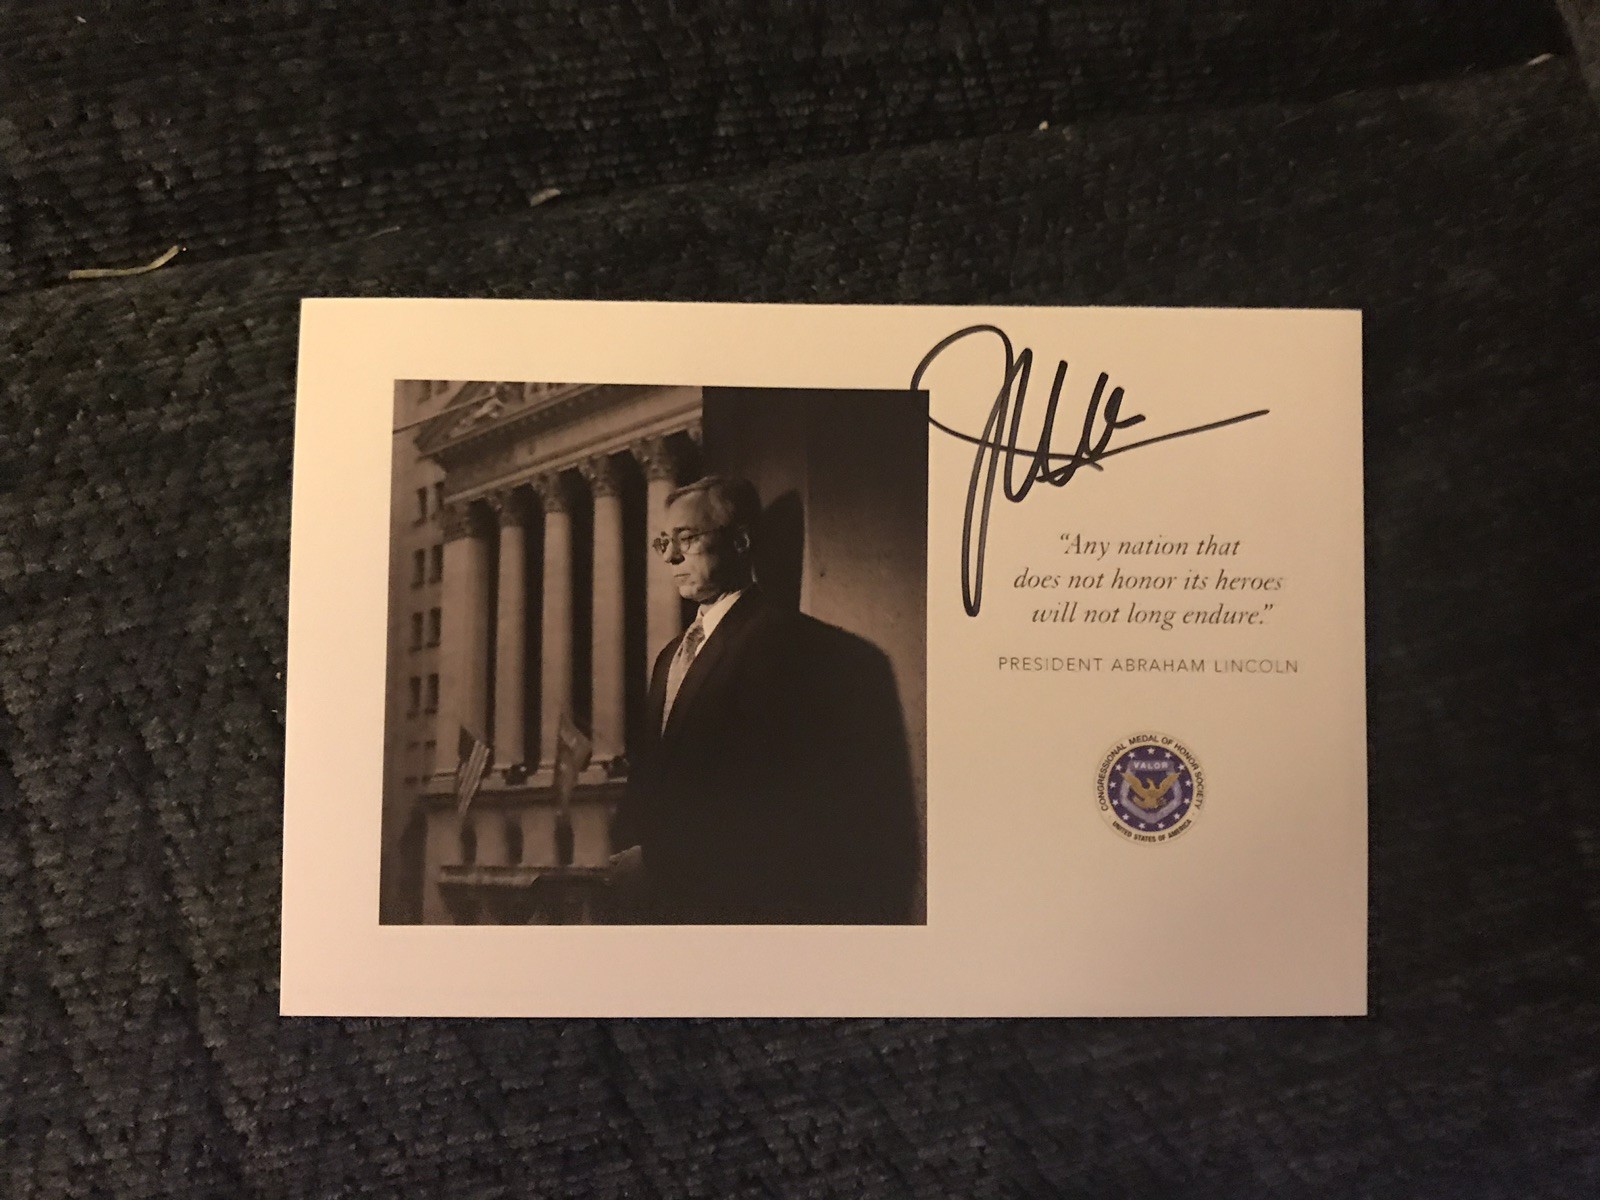 "Any nation that
does not honor its heroes
will not long endure."
PRESIDENT ABRAHAM LINCOLN
CONGRESSIONAL MEDAL OF HONOR SOCIETY
VALOR
UNITED STATES OF AMERICA